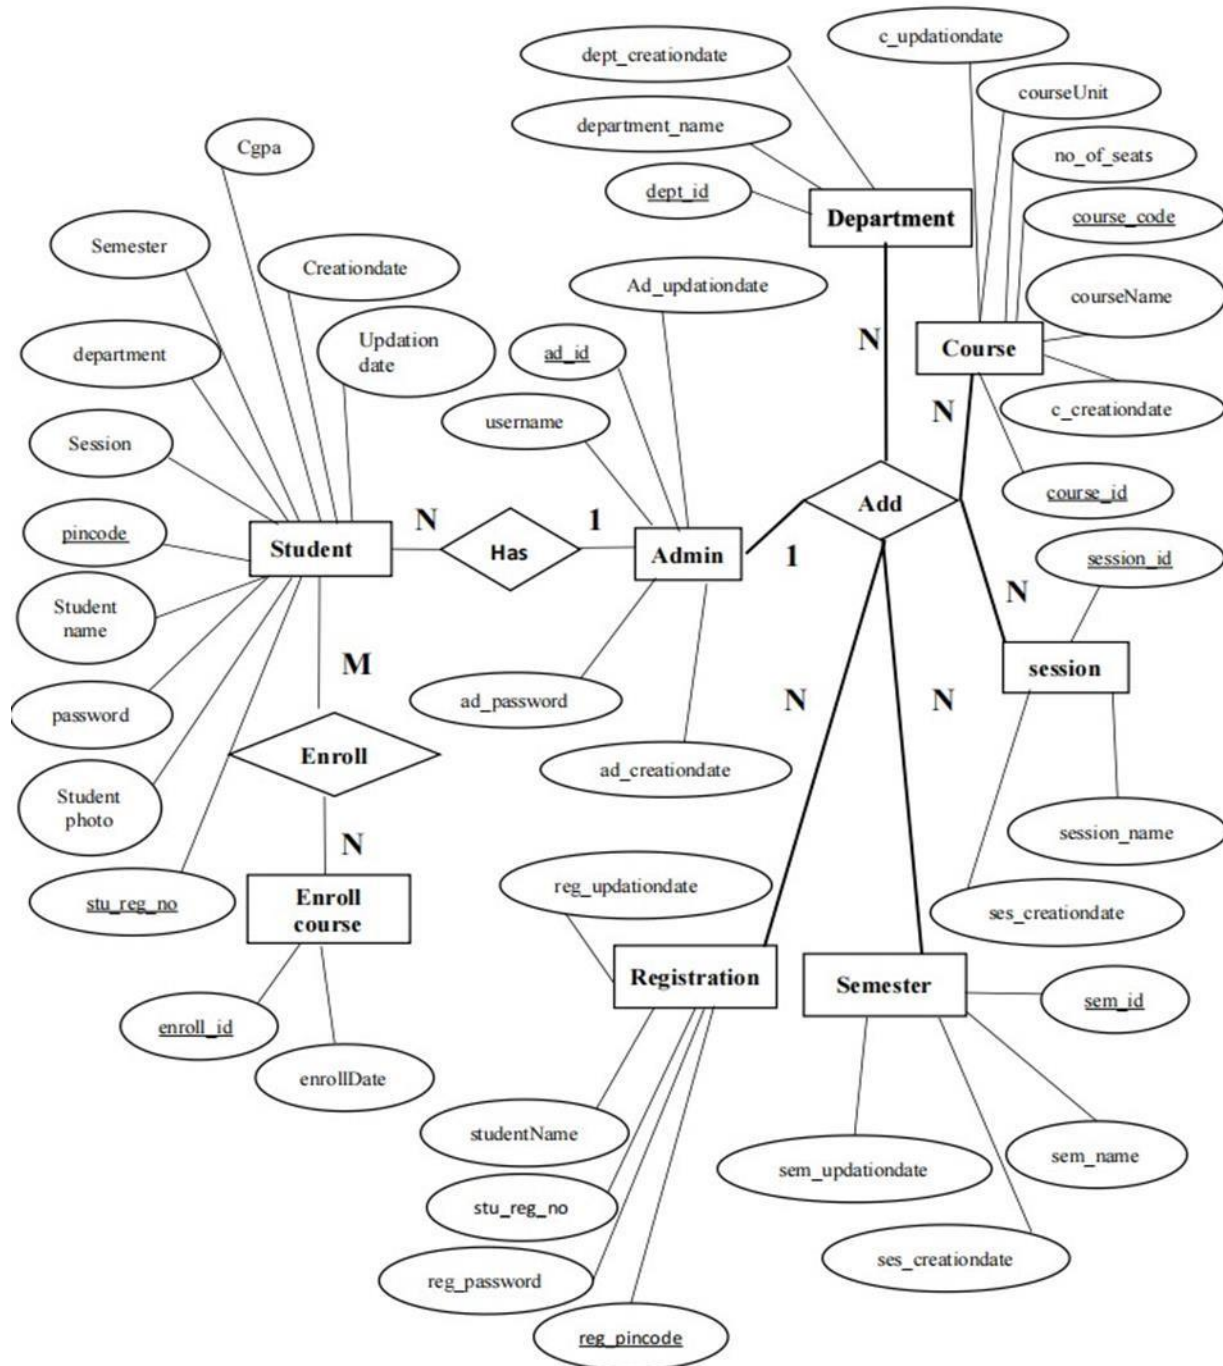 c_updationdate
dept_creationdate
courseUnit
department_name
Cgpa
no_of_seats
dept_id
Department
course_code
Semester
Creationdate
Ad_updationdate
courseName
Updation
date
N
Course
department
ad_id
N
c_creationdate
username
Session
course_id
Add
N
1
pincode
Student
Has
Admin
1
session_id
N
Student
name
M
session
N
N
ad_password
password
Enroll
ad_creationdate
Student
photo
session_name
N
reg_updationdate
stu_reg_no
Enroll
course
ses_creationdate
Registration
Semester
sem_id
enroll_id
enrollDate
studentName
sem_updationdate
sem_name
stu_reg_no
ses_creationdate
reg_password
reg_pincode